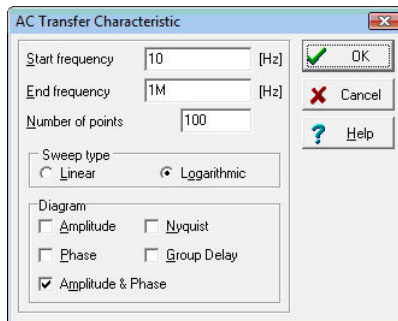 AC Transfer Characteristic
Start frequency 10 [Hz]
End frequency 1M [Hz]
Number of points 100
Sweep type
Linear Logarithmic
Diagram
Amplitude Nyquist
Phase Group Delay
Amplitude & Phase
OK
Cancel
? Help